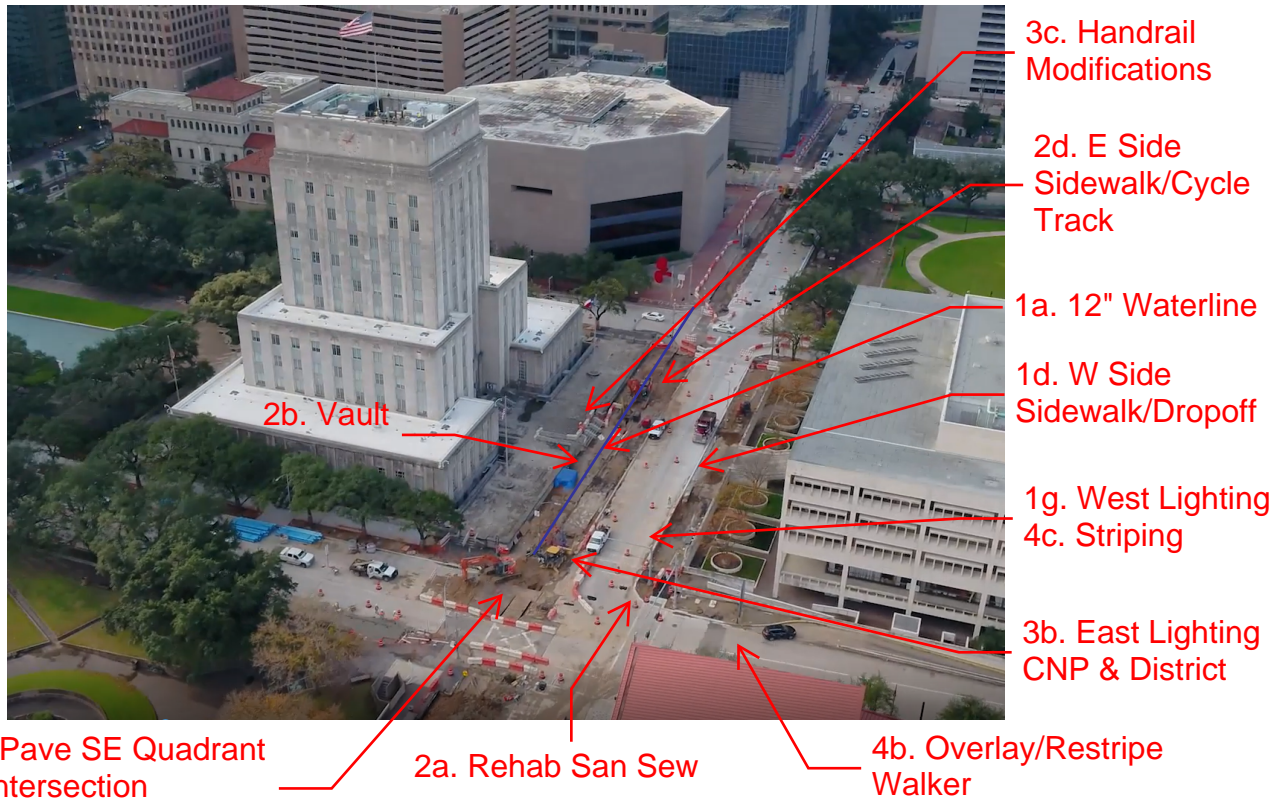 3c. Handrail
Modifications
2d. E Side
Sidewalk/Cycle
Track
1a. 12" Waterline
1d. W Side
Sidewalk/Dropoff
2b. Vault
1g. West Lighting
4c. Striping
3b. East Lighting
CNP & District
Pave SE Quadrant
ntersection
2a. Rehab San Sew
4b. Overlay/Restripe
Walker